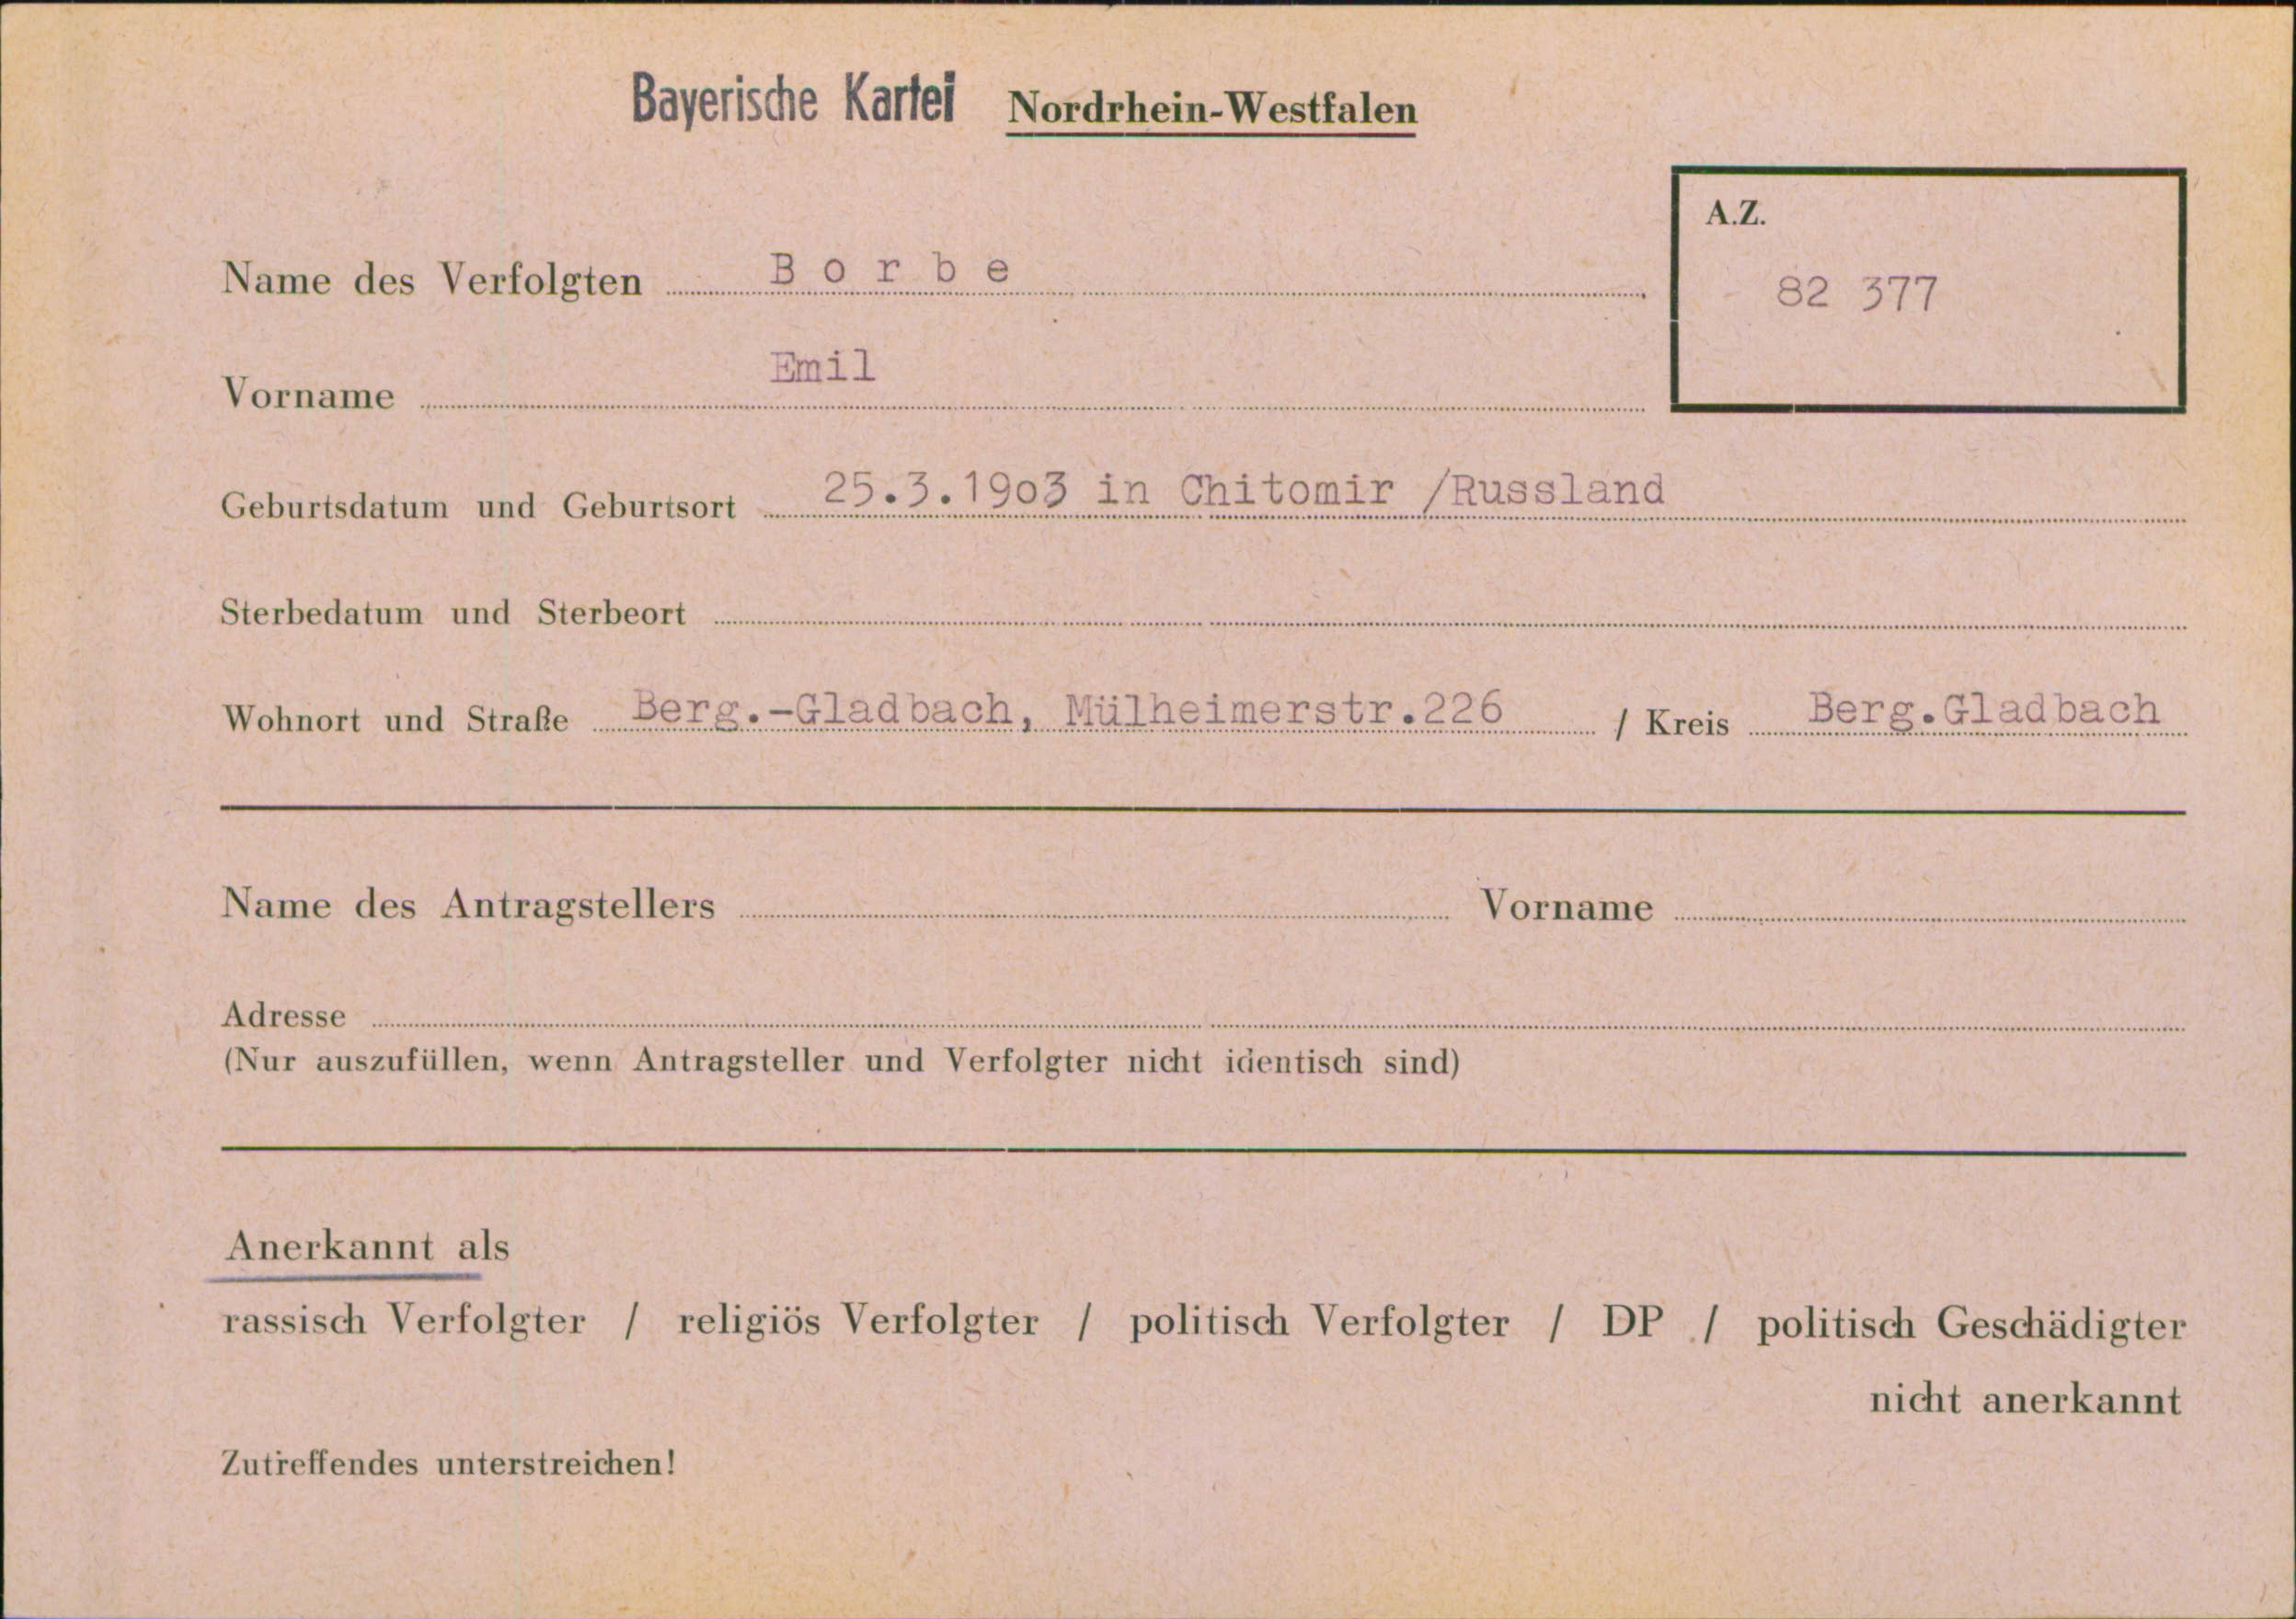 Bayerische Kartei Nordrhein-Westfalen
A.Z.
82 377
Name des Verfolgten B o r b e
Vorname Emil
Geburtsdatum und Geburtsort 25.3.1903 in Chitomir /Russland
Sterbedatum und Sterbeort
Wohnort und Straße Berg.-Gladbach, Mülheimerstr.226 / Kreis Berg.Gladbach
Name des Antragstellers Vorname
Adresse
(Nur auszufüllen, wenn Antragsteller und Verfolgter nicht identisch sind)
Anerkannt als
rassisch Verfolgter / religiös Verfolgter / politisch Verfolgter / DP / politisch Geschädigter
nicht anerkannt
Zutreffendes unterstreichen!